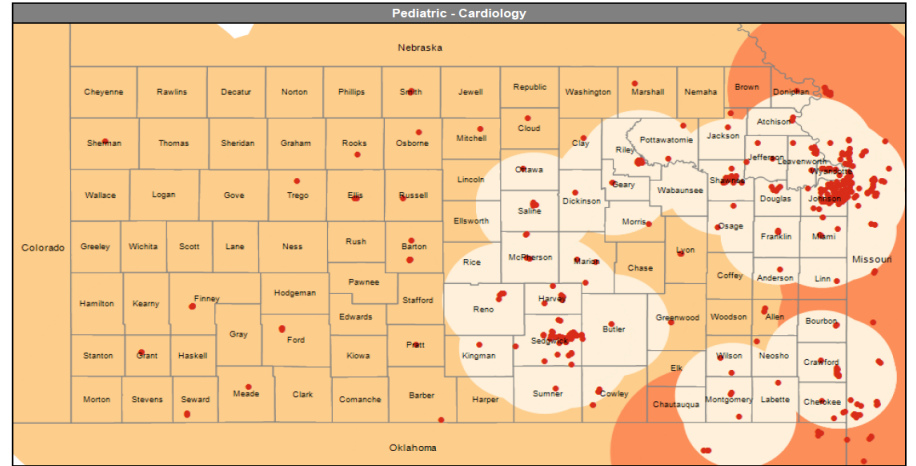 Pediatric - Cardiology
Nebraska
Cheyenne Rawlins Decatur Norton Phillips Smith Jewell Republic Washington Marshall Nemaha Brown Doniphan
Atchison
Sherman Thomas Sheridan Graham Rooks Osborne Mitchell Cloud Clay Riley Pottawatomie Jackson
Jefferson Leavenworth
Wyandotte
Wallace Logan Gove Trego Ellis Russell Lincoln Ottawa Geary Wabaunsee Shawnee
Saline Dickinson Douglas Johnson
Ellsworth Morris Osage
Colorado Greeley Wichita Scott Lane Ness Rush Barton Franklin Miami
Rice McPherson Marion Chase Lyon Missouri
Coffey Anderson Linn
Hamilton Kearny Finney Hodgeman Pawnee Stafford Reno Harvey
Gray Edwards Butler Greenwood Woodson Allen Bourbon
Ford
Stanton Grant Haskell Kiowa Pratt Kingman Sedgwick Wilson Neosho Crawford
Elk
Morton Stevens Seward Meade Clark Comanche Barber Harper Sumner Cowley Chautauqua Montgomery Labette Cherokee
Oklahoma